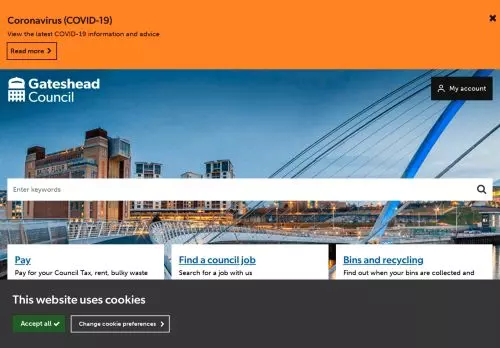 Coronavirus (COVID-19)
View the latest COVID-19 information and advice
Read more
Gateshead
Council
My account
Enter keywords
Pay
Pay for your Council Tax, rent, bulky waste
Find a council job
Search for a job with us
Bins and recycling
Find out when your bins are collected and
This website uses cookies
Accept all
Change cookie preferences